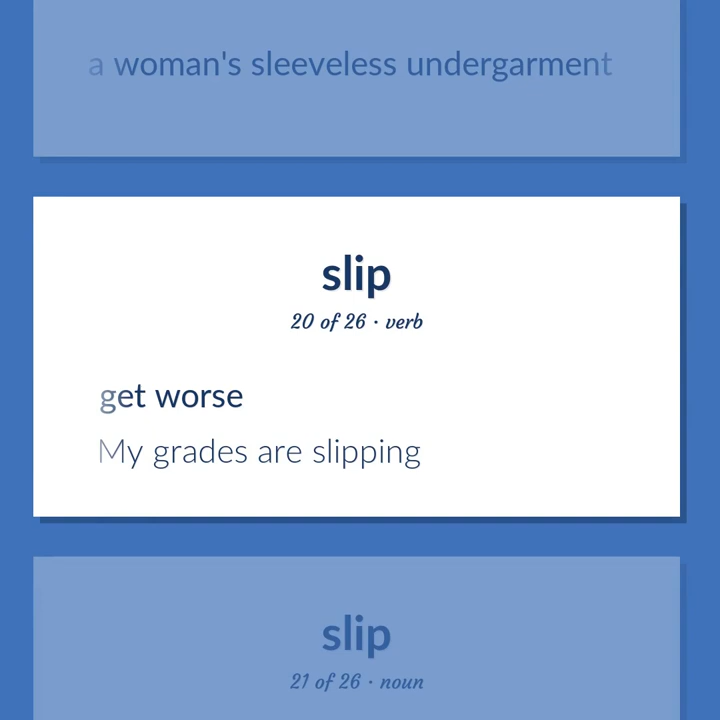 a woman's sleeveless undergarment
slip
20 of 26 · verb
get worse
My grades are slipping
slip
21 of 26 · noun